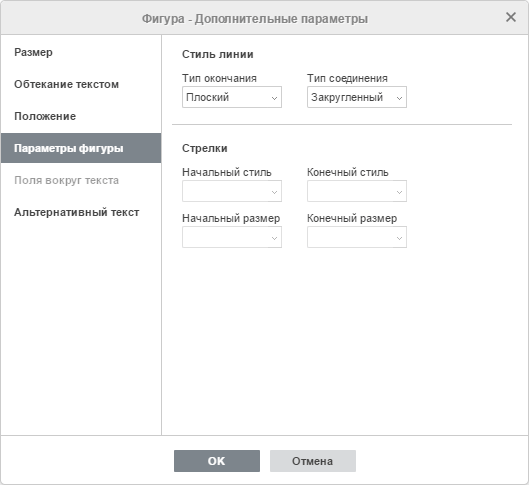 Фигура - Дополнительные параметры
Размер
Обтекание текстом
Положение
Параметры фигуры
Поля вокруг текста
Альтернативный текст
Стиль линии
Тип окончания Тип соединения
Плоский Закругленный
Стрелки
Начальный стиль Конечный стиль
Начальный размер Конечный размер
OK Отмена